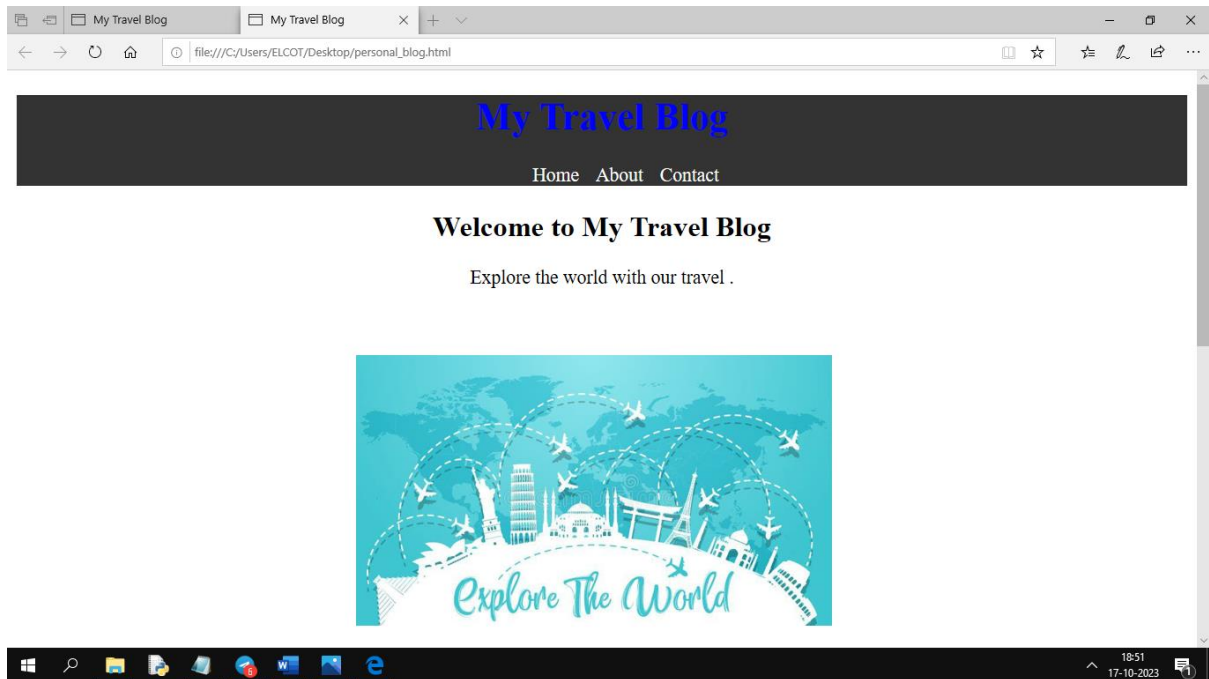 My Travel Blog
My Travel Blog
file:///C:/Users/ELCOT/Desktop/personal_blog.html
My Travel Blog
Home About Contact
Welcome to My Travel Blog
Explore the world with our travel .
Explore The World
18:51
17-10-2023